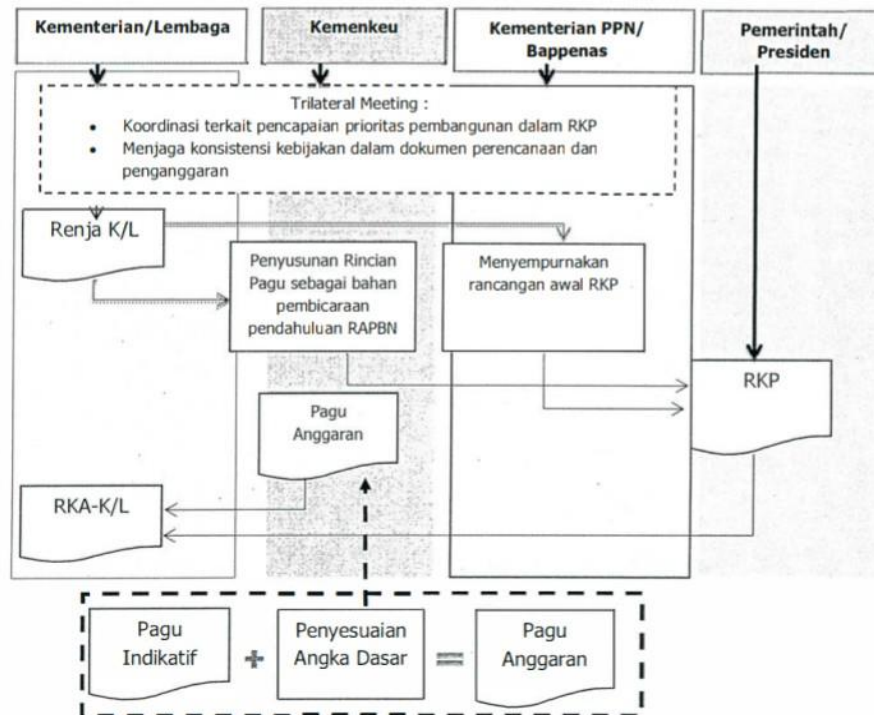 Kementerian/Lembaga
Kemenkeu
Kementerian PPN/
Bappenas
Pemerintah/
Presiden
Trilateral Meeting :
• Koordinasi terkait pencapaian prioritas pembangunan dalam RKP
• Menjaga konsistensi kebijakan dalam dokumen perencanaan dan
penganggaran
Renja K/L
Penyusunan Rincian
Pagu sebagai bahan
pembicaraan
pendahuluan RAPBN
Menyempurnakan
rancangan awal RKP
RKP
Pagu
Anggaran
RKA-K/L
Pagu
Indikatif
+
Penyesuaian
Angka Dasar
=
Pagu
Anggaran